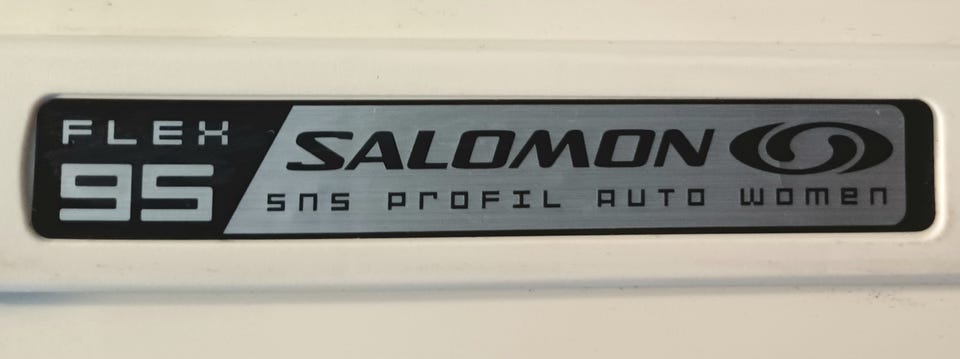 FLEX
95
SALOMON
SNS PROFIL AUTO WOMEN